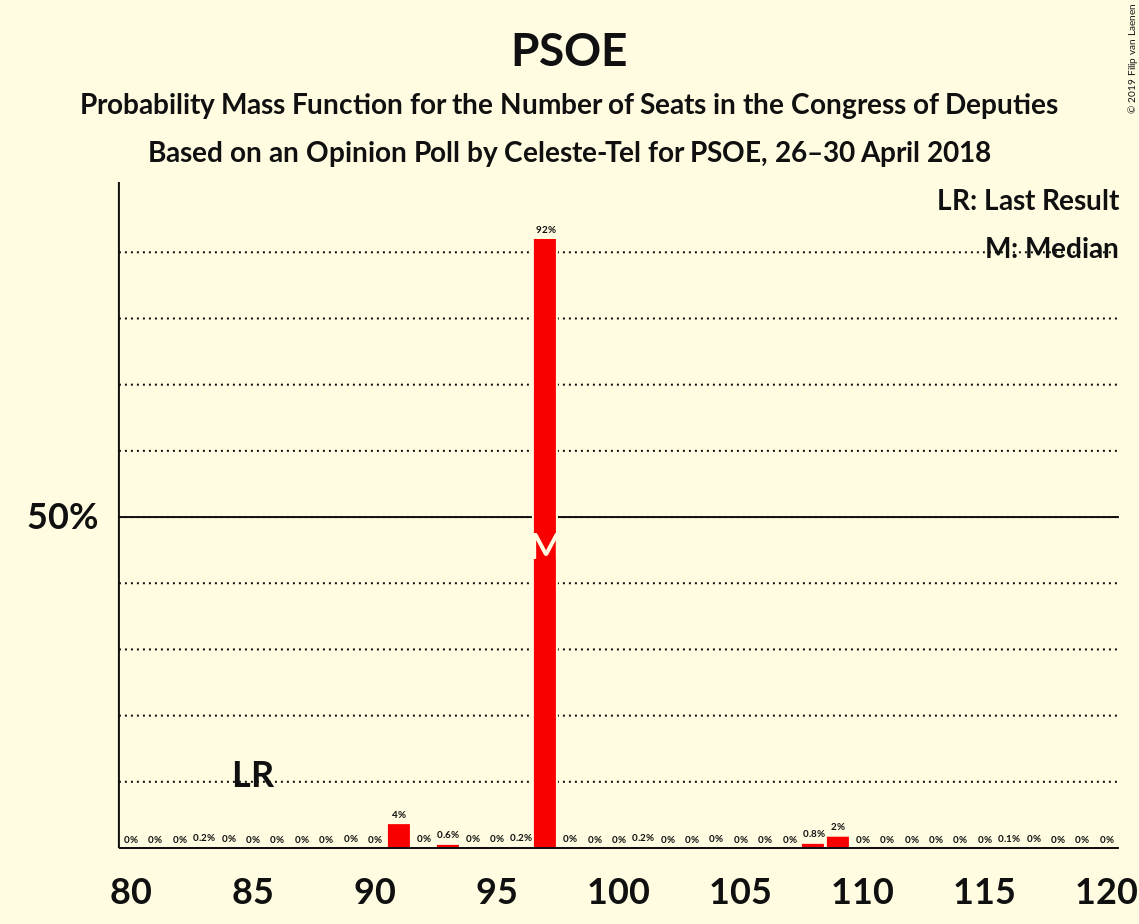 PSOE
Probability Mass Function for the Number of Seats in the Congress of Deputies
Based on an Opinion Poll by Celeste-Tel for PSOE, 26–30 April 2018
© 2019 Filip van Laenen
LR: Last Result
M: Median
92%
50%
M
LR
0% 0% 0% 0.2% 0% 0% 0% 0% 0% 0% 0% 4% 0% 0.6% 0% 0% 0.2% 0% 0% 0% 0.2% 0% 0% 0% 0% 0% 0% 0.8% 2% 0% 0% 0% 0% 0% 0% 0.1% 0% 0% 0% 0%
80 85 90 95 100 105 110 115 120